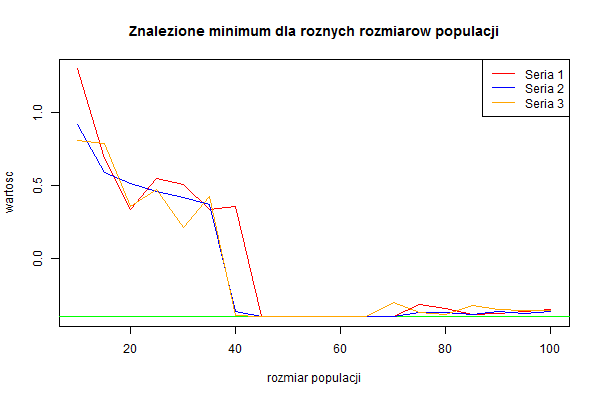 Znalezione minimum dla roznych rozmiarow populacji
Seria 1
Seria 2
Seria 3
wartosc
1.0
0.5
0.0
20 40 60 80 100
rozmiar populacji